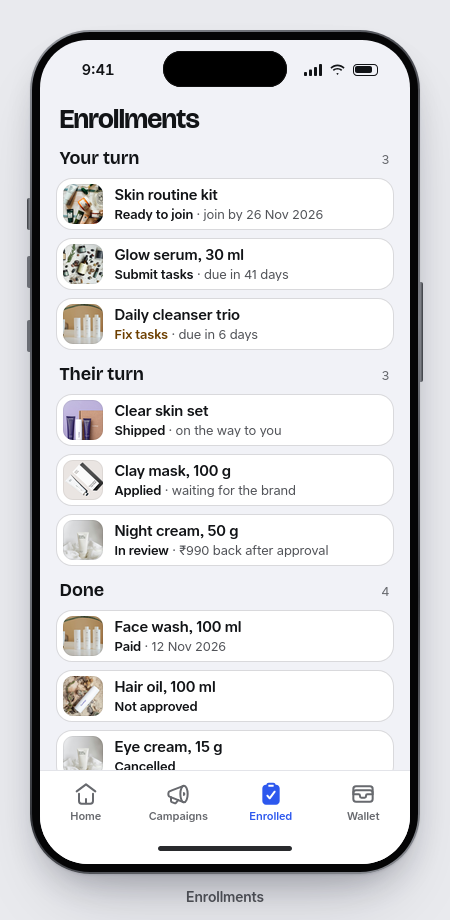 9:41
Enrollments
Your turn 3
Skin routine kit
Ready to join · join by 26 Nov 2026
Glow serum, 30 ml
Submit tasks · due in 41 days
Daily cleanser trio
Fix tasks · due in 6 days
Their turn 3
Clear skin set
Shipped · on the way to you
Clay mask, 100 g
Applied · waiting for the brand
Night cream, 50 g
In review · ₹990 back after approval
Done 4
Face wash, 100 ml
Paid · 12 Nov 2026
Hair oil, 100 ml
Not approved
Eye cream, 15 g
Cancelled
Home Campaigns Enrolled Wallet
Enrollments